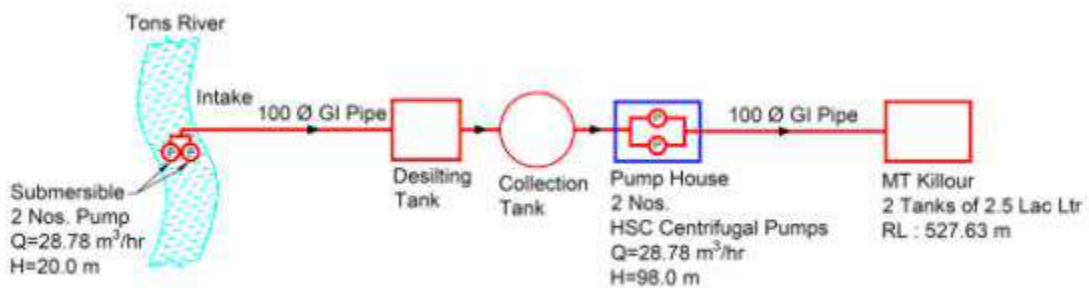 Tons River
Intake
100 Ø GI Pipe
P P
Submersible
2 Nos. Pump
Q=28.78 m³/hr
H=20.0 m
Desilting
Tank
Collection
Tank
P
P
Pump House
2 Nos.
HSC Centrifugal Pumps
Q=28.78 m³/hr
H=98.0 m
100 Ø GI Pipe
MT Killour
2 Tanks of 2.5 Lac Ltr
RL : 527.63 m